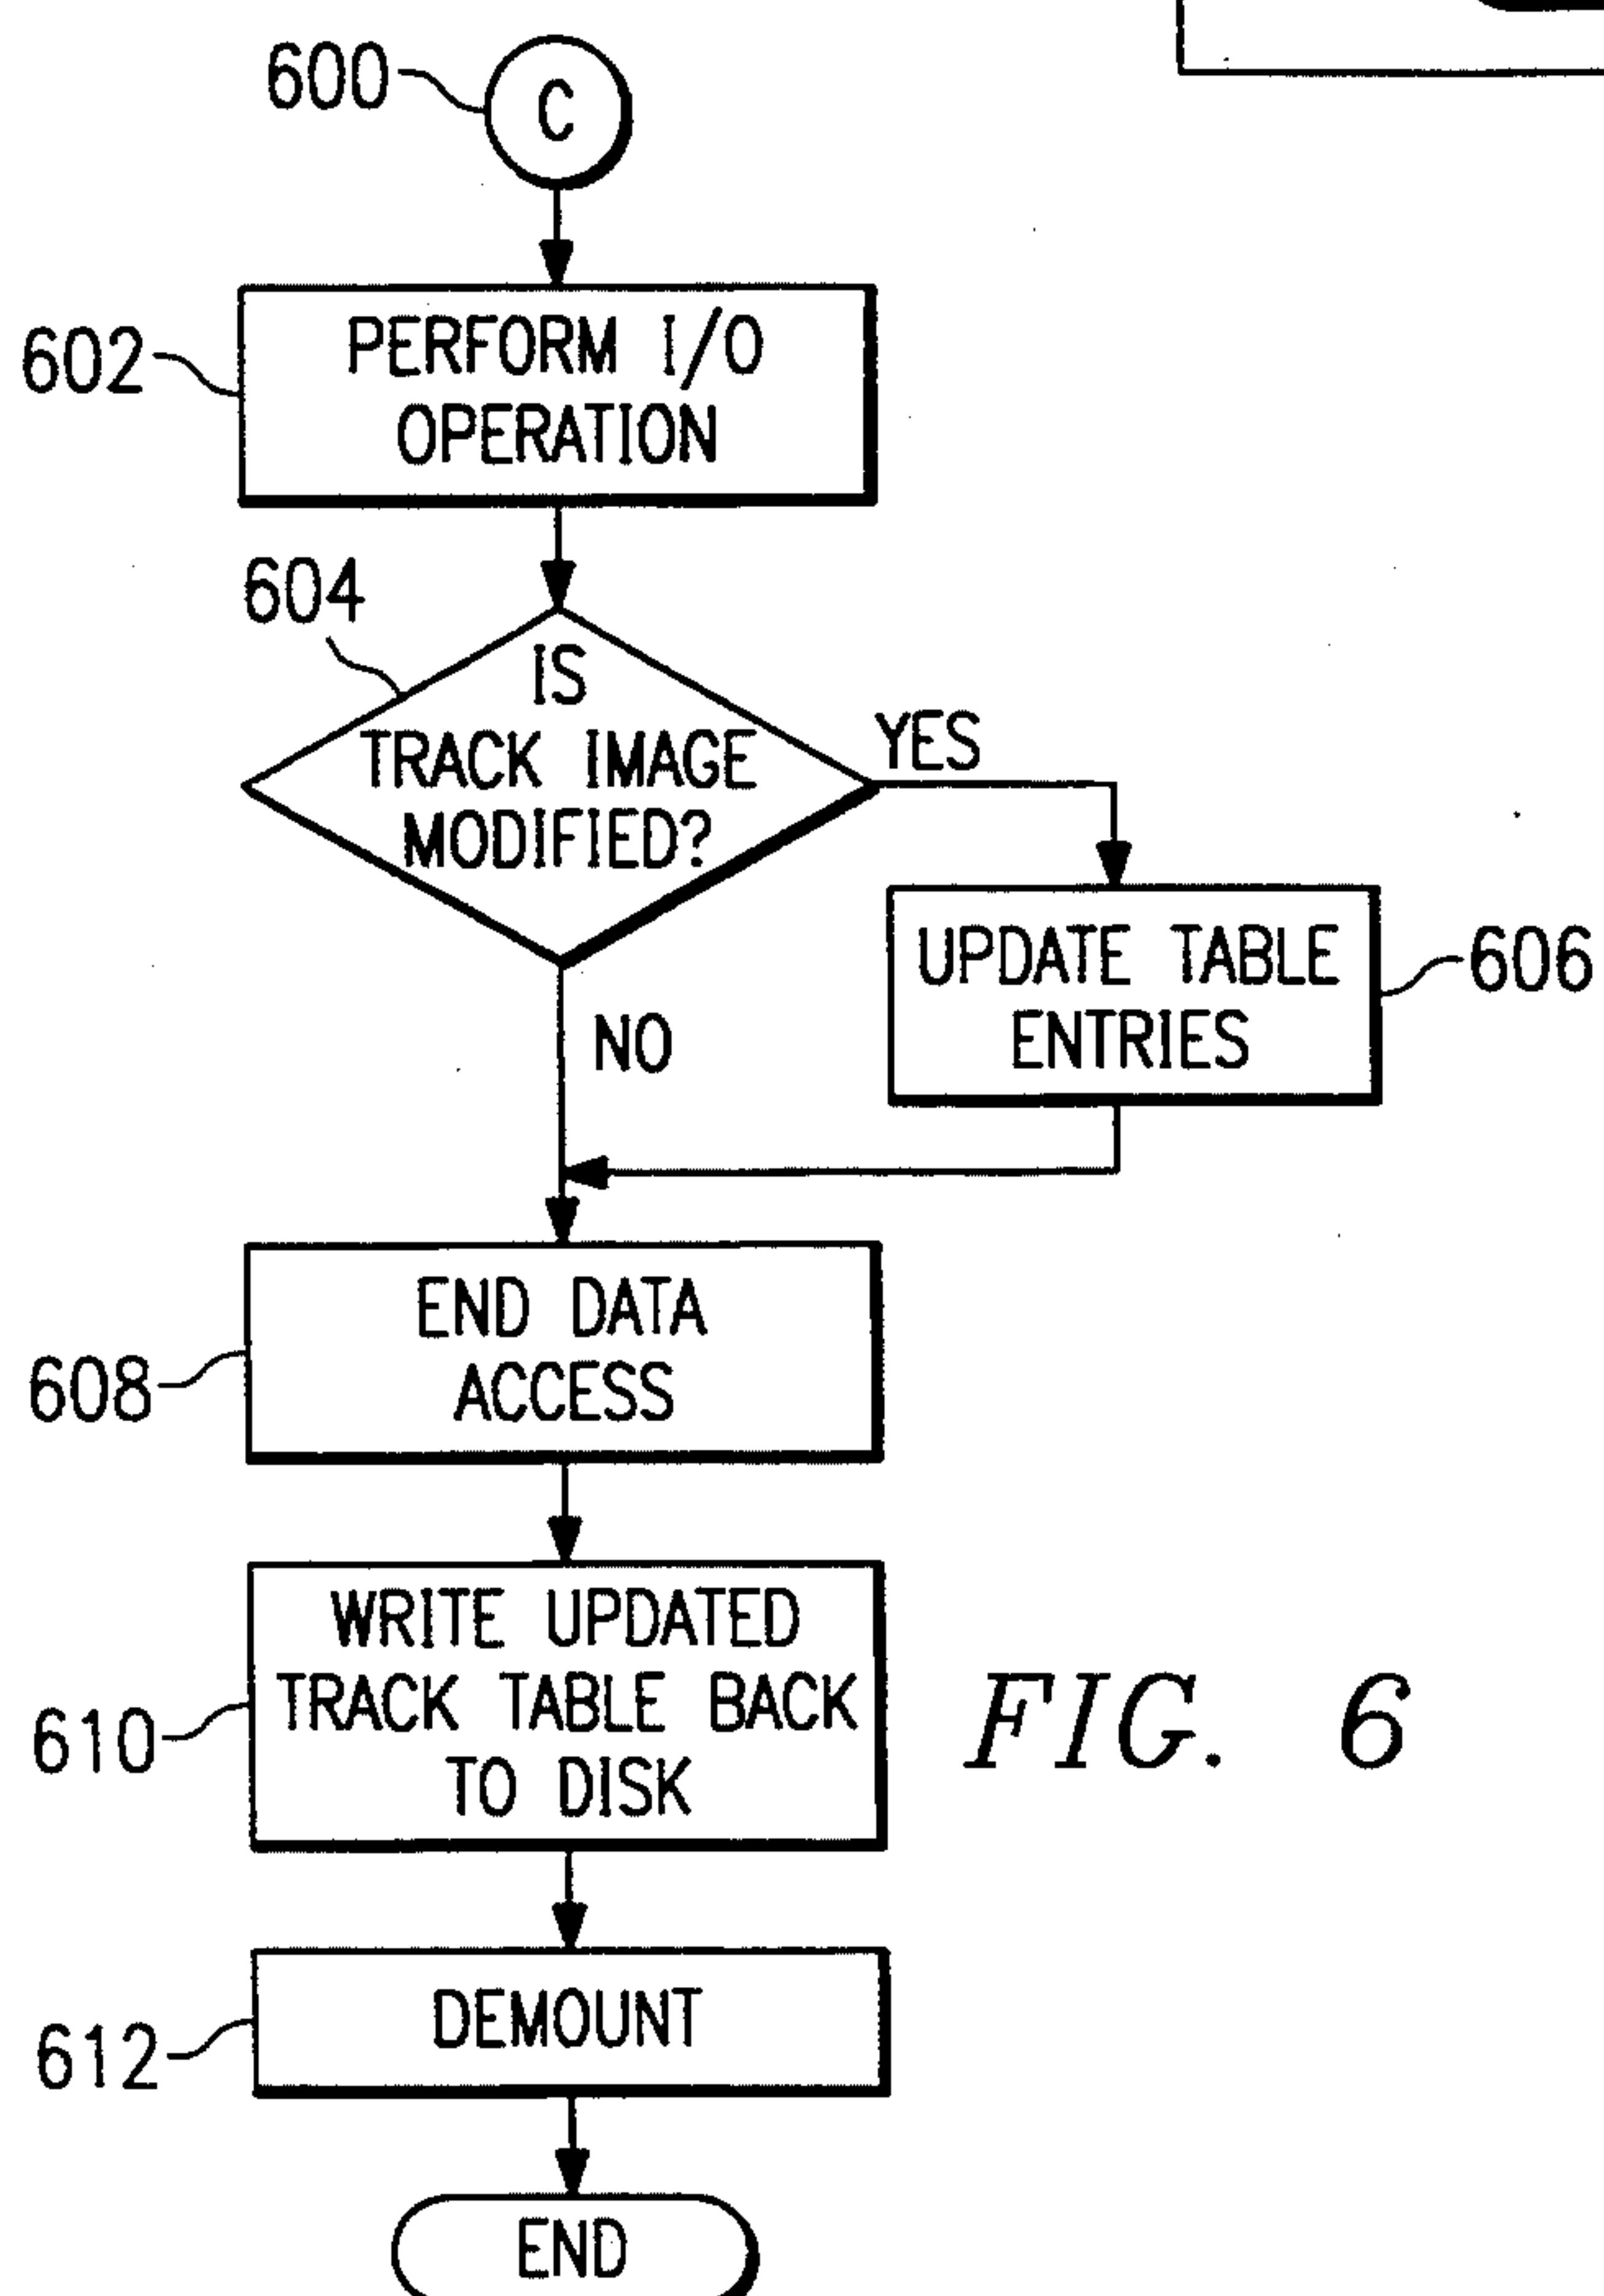 600
C
602
PERFORM I/O
OPERATION
604
IS
TRACK IMAGE
MODIFIED?
YES
UPDATE TABLE
ENTRIES
606
NO
END DATA
ACCESS
608
WRITE UPDATED
TRACK TABLE BACK
TO DISK
610
FIG. 6
DEMOUNT
612
END